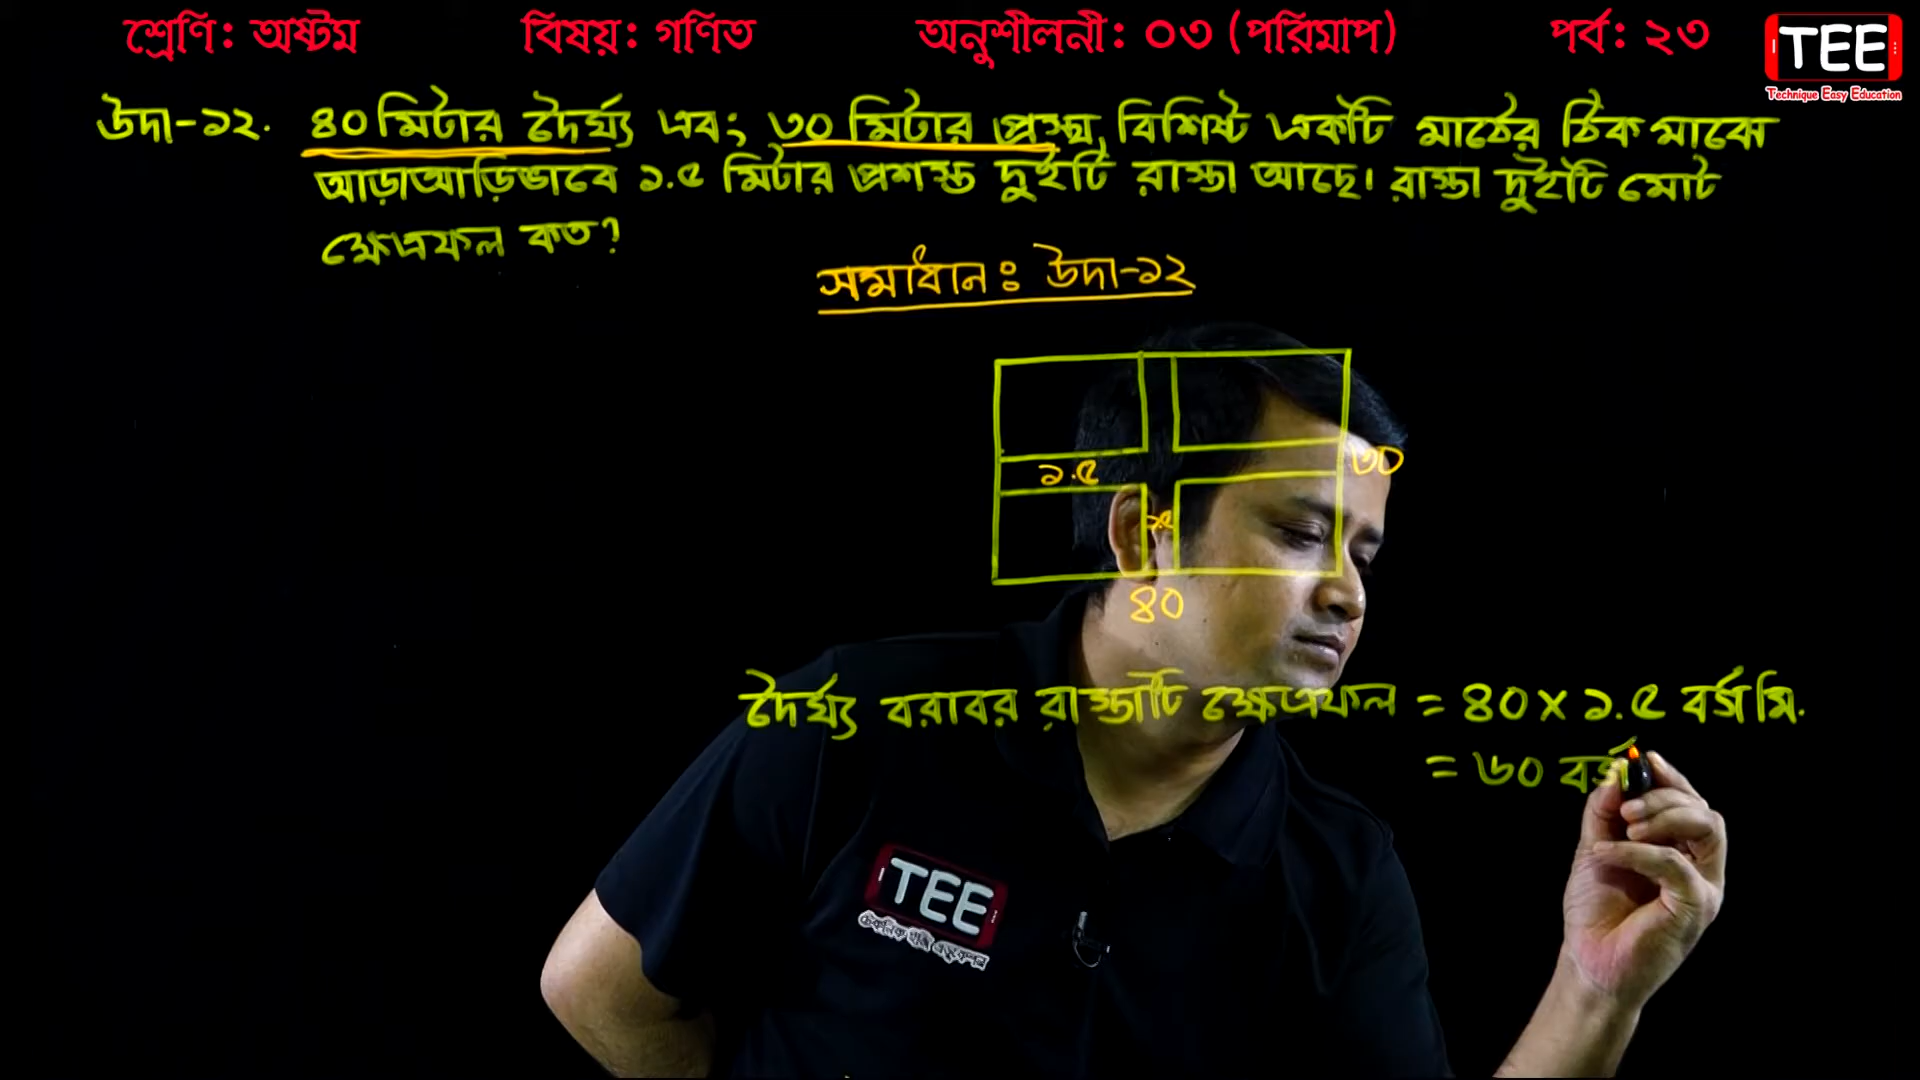 শ্রেণি: অষ্টম বিষয়: গণিত অনুশীলনী: ০৩ (পরিমাপ) পর্ব: ২৩
TEE
Technique Easy Education
উদা-১২. ৪০ মিটার দৈর্ঘ্য এবং ৩০ মিটার প্রস্থ বিশিষ্ট একটি মাঠের ঠিক মাঝে
আড়াআড়িভাবে ১.৫ মিটার প্রশস্ত দুইটি রাস্তা আছে। রাস্তা দুইটি মোট
ক্ষেত্রফল কত?
সমাধান : উদা-১২
৩০
১.৫
১.৫
৪০
দৈর্ঘ্য বরাবর রাস্তাটি ক্ষেত্রফল = ৪০ × ১.৫ বর্গমি.
= ৬০ বর্গ
TEE